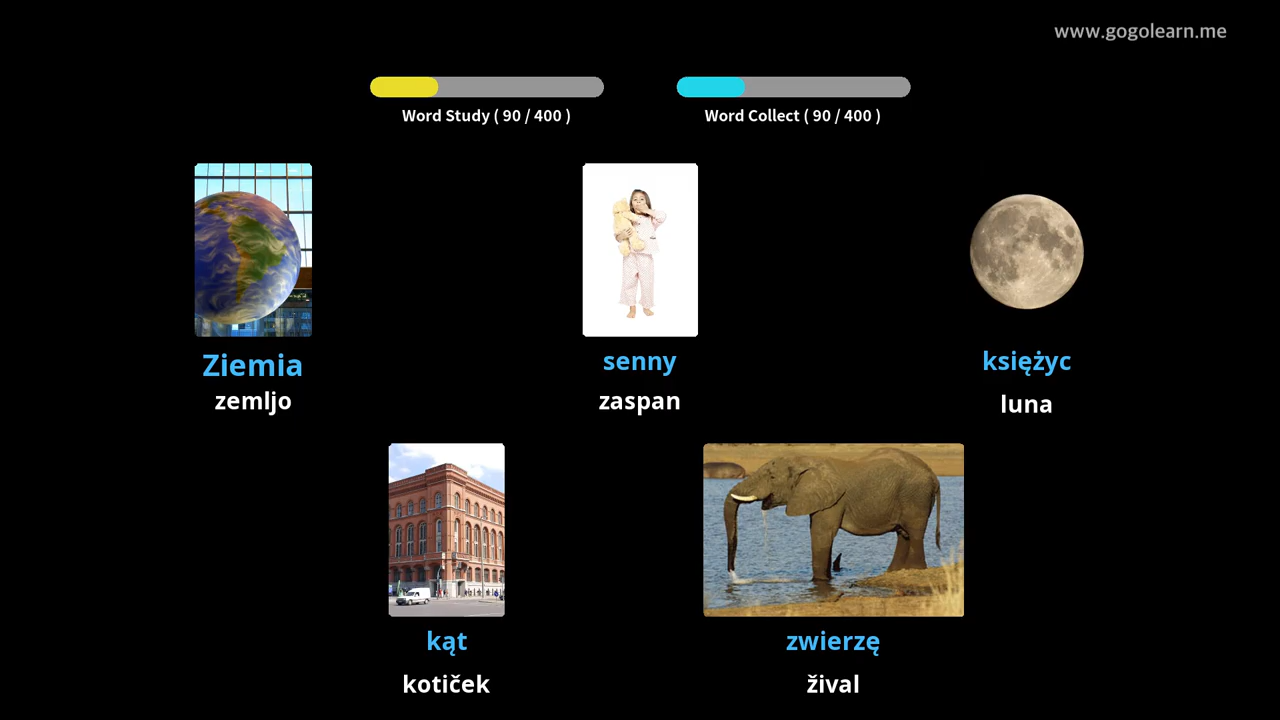 www.gogolearn.me
Word Study ( 90 / 400 )
Word Collect ( 90 / 400 )
Ziemia
zemljo
senny
zaspan
księżyc
luna
kąt
kotiček
zwierzę
žival